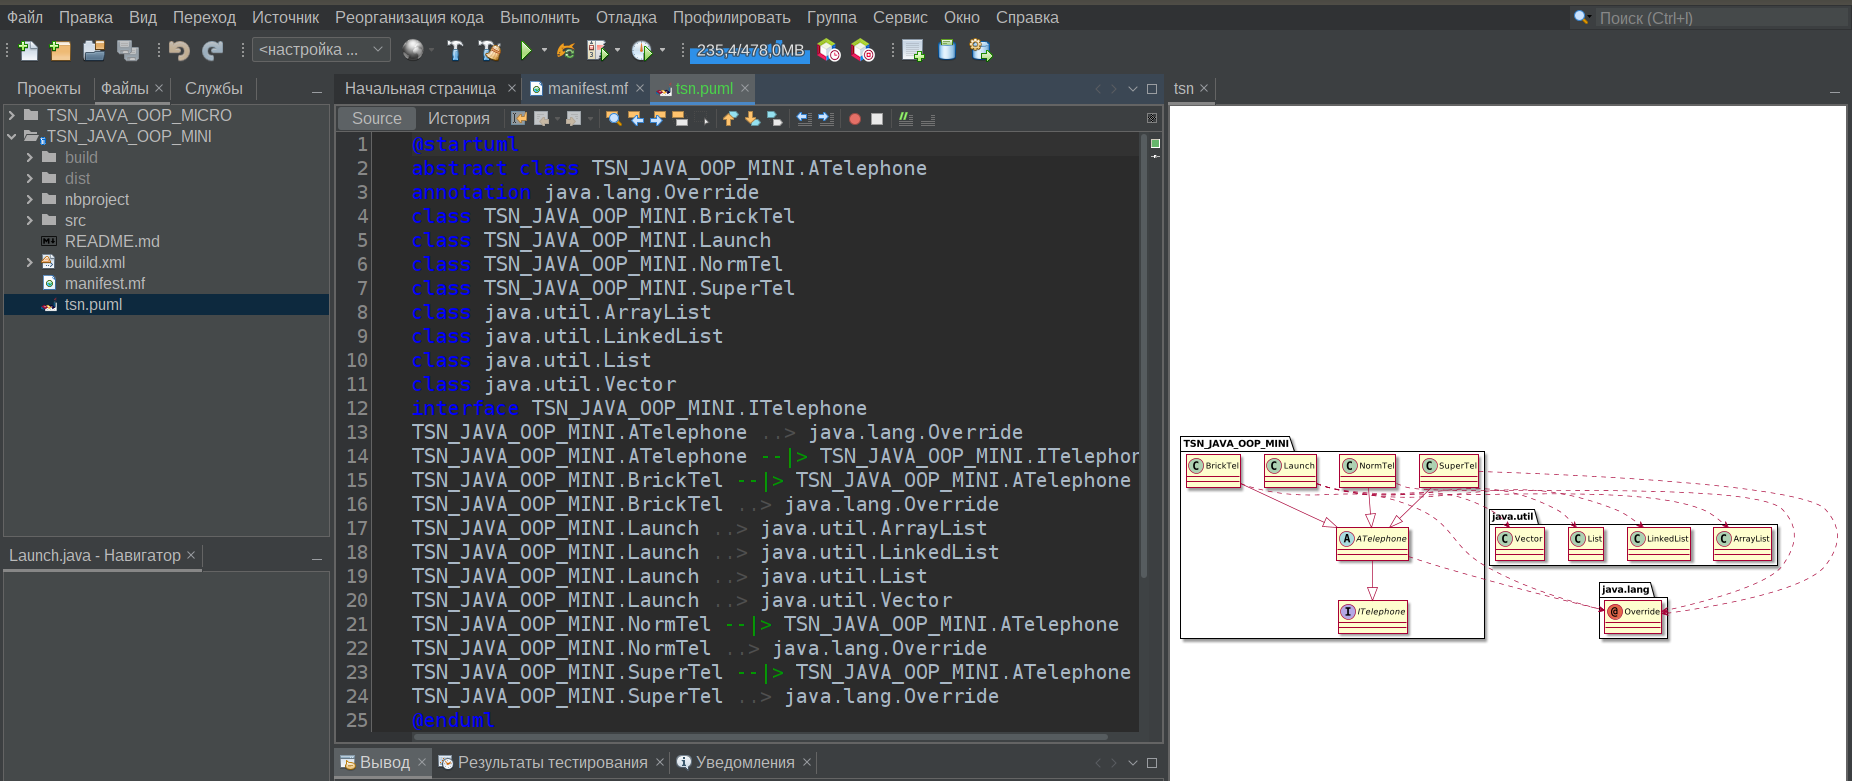 Файл Правка Вид Переход Источник Реорганизация кода Выполнить Отладка Профилировать Группа Сервис Окно Справка Поиск (Ctrl+I)
<настройка ... 235,4/478,0MB
Проекты Файлы Службы
TSN_JAVA_OOP_MICRO
TSN_JAVA_OOP_MINI
build
dist
nbproject
src
README.md
build.xml
manifest.mf
tsn.puml
Launch.java - Навигатор
Начальная страница manifest.mf tsn.puml
Source История
1 @startuml
2 abstract class TSN_JAVA_OOP_MINI.ATelephone
3 annotation java.lang.Override
4 class TSN_JAVA_OOP_MINI.BrickTel
5 class TSN_JAVA_OOP_MINI.Launch
6 class TSN_JAVA_OOP_MINI.NormTel
7 class TSN_JAVA_OOP_MINI.SuperTel
8 class java.util.ArrayList
9 class java.util.LinkedList
10 class java.util.List
11 class java.util.Vector
12 interface TSN_JAVA_OOP_MINI.ITelephone
13 TSN_JAVA_OOP_MINI.ATelephone ..> java.lang.Override
14 TSN_JAVA_OOP_MINI.ATelephone --|> TSN_JAVA_OOP_MINI.ITelephor
15 TSN_JAVA_OOP_MINI.BrickTel --|> TSN_JAVA_OOP_MINI.ATelephone
16 TSN_JAVA_OOP_MINI.BrickTel ..> java.lang.Override
17 TSN_JAVA_OOP_MINI.Launch ..> java.util.ArrayList
18 TSN_JAVA_OOP_MINI.Launch ..> java.util.LinkedList
19 TSN_JAVA_OOP_MINI.Launch ..> java.util.List
20 TSN_JAVA_OOP_MINI.Launch ..> java.util.Vector
21 TSN_JAVA_OOP_MINI.NormTel --|> TSN_JAVA_OOP_MINI.ATelephone
22 TSN_JAVA_OOP_MINI.NormTel ..> java.lang.Override
23 TSN_JAVA_OOP_MINI.SuperTel --|> TSN_JAVA_OOP_MINI.ATelephone
24 TSN_JAVA_OOP_MINI.SuperTel ..> java.lang.Override
25 @enduml
Вывод Результаты тестирования Уведомления
tsn
TSN_JAVA_OOP_MINI
C BrickTel C Launch C NormTel C SuperTel
java.util
A ATelephone C Vector C List C LinkedList C ArrayList
java.lang
I ITelephone @ Override